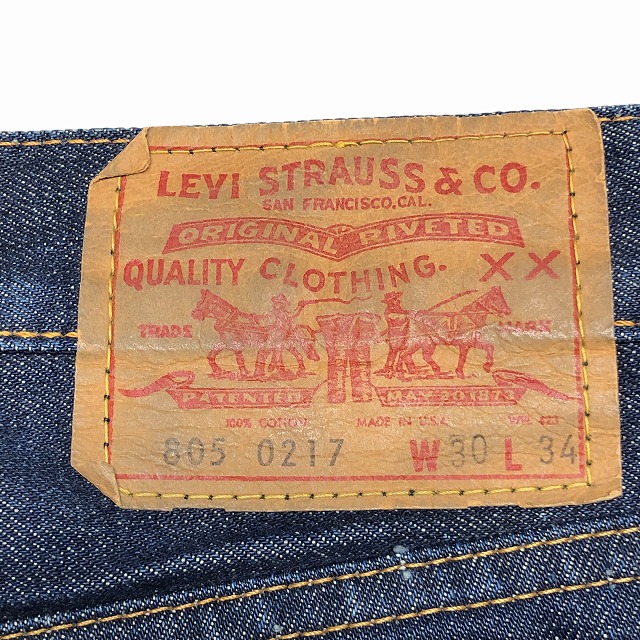 LEVI STRAUSS & CO.
SAN FRANCISCO, CAL.
ORIGINAL RIVETED
QUALITY CLOTHING. XX
TRADE MARK
PATENTED MAY 20 1873
100% COTTON MADE IN U.S.A.
805 0217 W 30 L 34